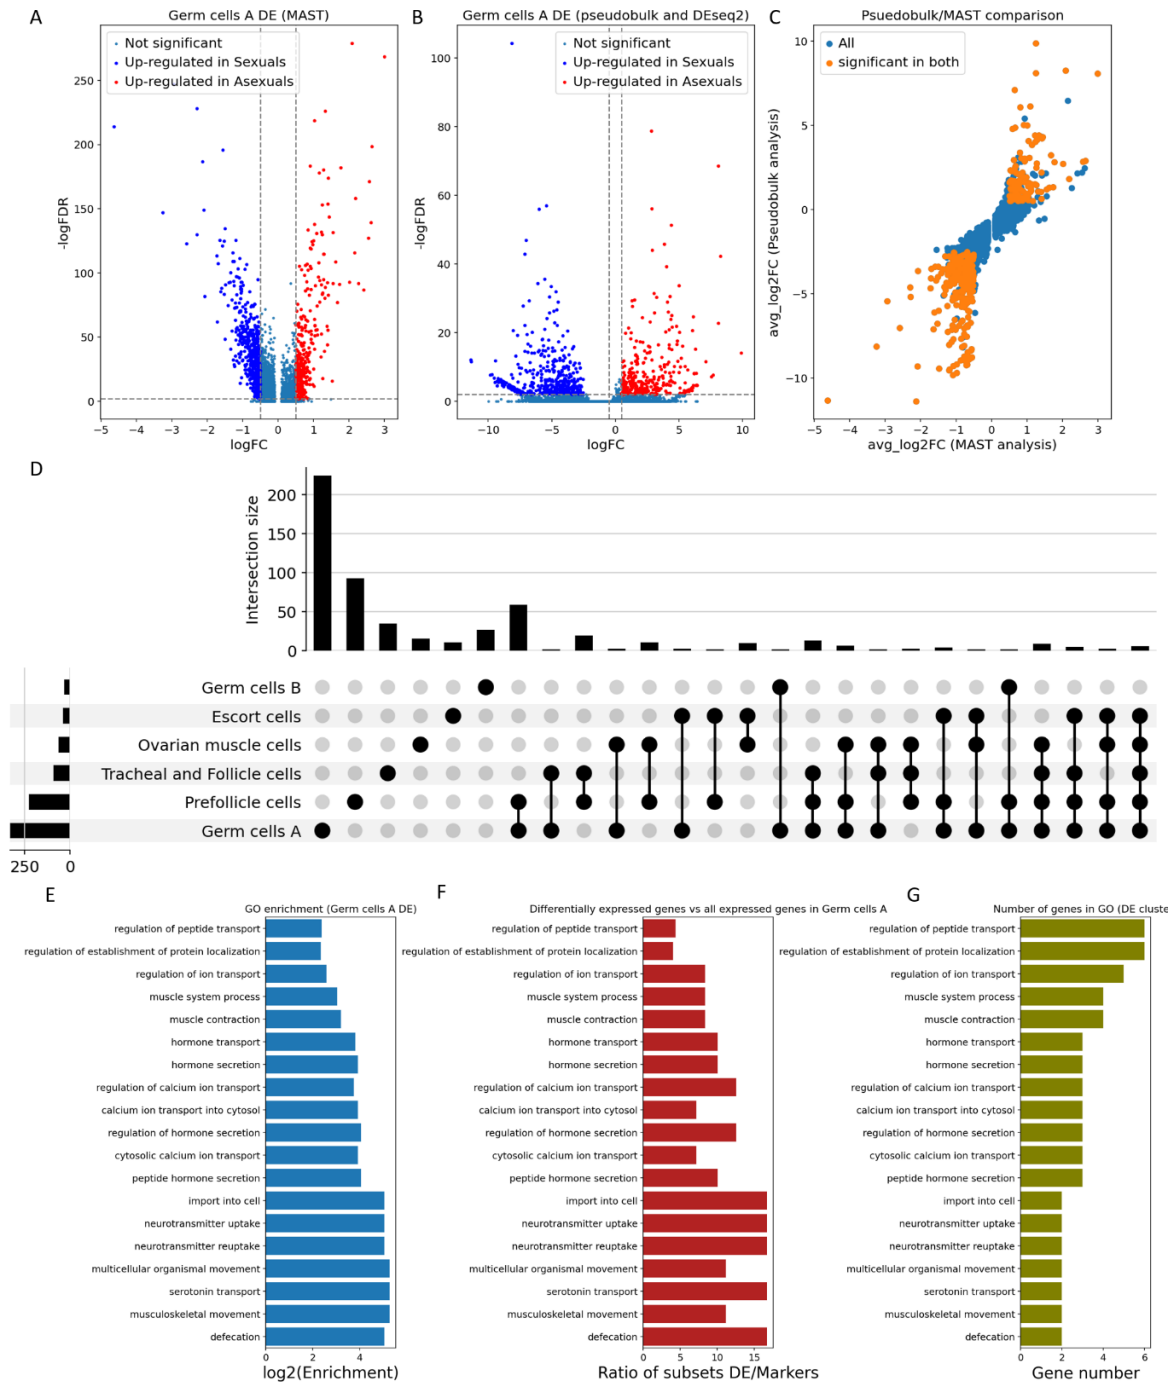 A
Germ cells A DE (MAST)
Not significant
Up-regulated in Sexuals
Up-regulated in Asexuals
-logFDR
250
200
150
100
50
0
−4
−3
−2
−1
0
1
2
3
logFC
B
Germ cells A DE (pseudobulk and DEseq2)
Not significant
Up-regulated in Sexuals
Up-regulated in Asexuals
-logFDR
100
80
60
40
20
0
−10
−5
0
5
10
logFC
C
Psuedobulk/MAST comparison
All
significant in both
avg_log2FC (Pseudobulk analysis)
10
5
0
−5
−10
−5
−4
−3
−2
−1
0
1
2
3
avg_log2FC (MAST analysis)
D
Intersection size
200
150
100
50
0
Germ cells B
Escort cells
Ovarian muscle cells
Tracheal and Follicle cells
Prefollicle cells
Germ cells A
250
0
E
GO enrichment (Germ cells A DE)
regulation of peptide transport
regulation of establishment of protein localization
regulation of ion transport
muscle system process
muscle contraction
hormone transport
hormone secretion
regulation of calcium ion transport
calcium ion transport into cytosol
regulation of hormone secretion
cytosolic calcium ion transport
peptide hormone secretion
import into cell
neurotransmitter uptake
neurotransmitter reuptake
multicellular organismal movement
serotonin transport
musculoskeletal movement
defecation
0
2
4
log2(Enrichment)
F
Differentially expressed genes vs all expressed genes in Germ cells A
regulation of peptide transport
regulation of establishment of protein localization
regulation of ion transport
muscle system process
muscle contraction
hormone transport
hormone secretion
regulation of calcium ion transport
calcium ion transport into cytosol
regulation of hormone secretion
cytosolic calcium ion transport
peptide hormone secretion
import into cell
neurotransmitter uptake
neurotransmitter reuptake
multicellular organismal movement
serotonin transport
musculoskeletal movement
defecation
0
5
10
15
Ratio of subsets DE/Markers
G
Number of genes in GO (DE cluste
regulation of peptide transport
regulation of establishment of protein localization
regulation of ion transport
muscle system process
muscle contraction
hormone transport
hormone secretion
regulation of calcium ion transport
calcium ion transport into cytosol
regulation of hormone secretion
cytosolic calcium ion transport
peptide hormone secretion
import into cell
neurotransmitter uptake
neurotransmitter reuptake
multicellular organismal movement
serotonin transport
musculoskeletal movement
defecation
0
2
4
6
Gene number